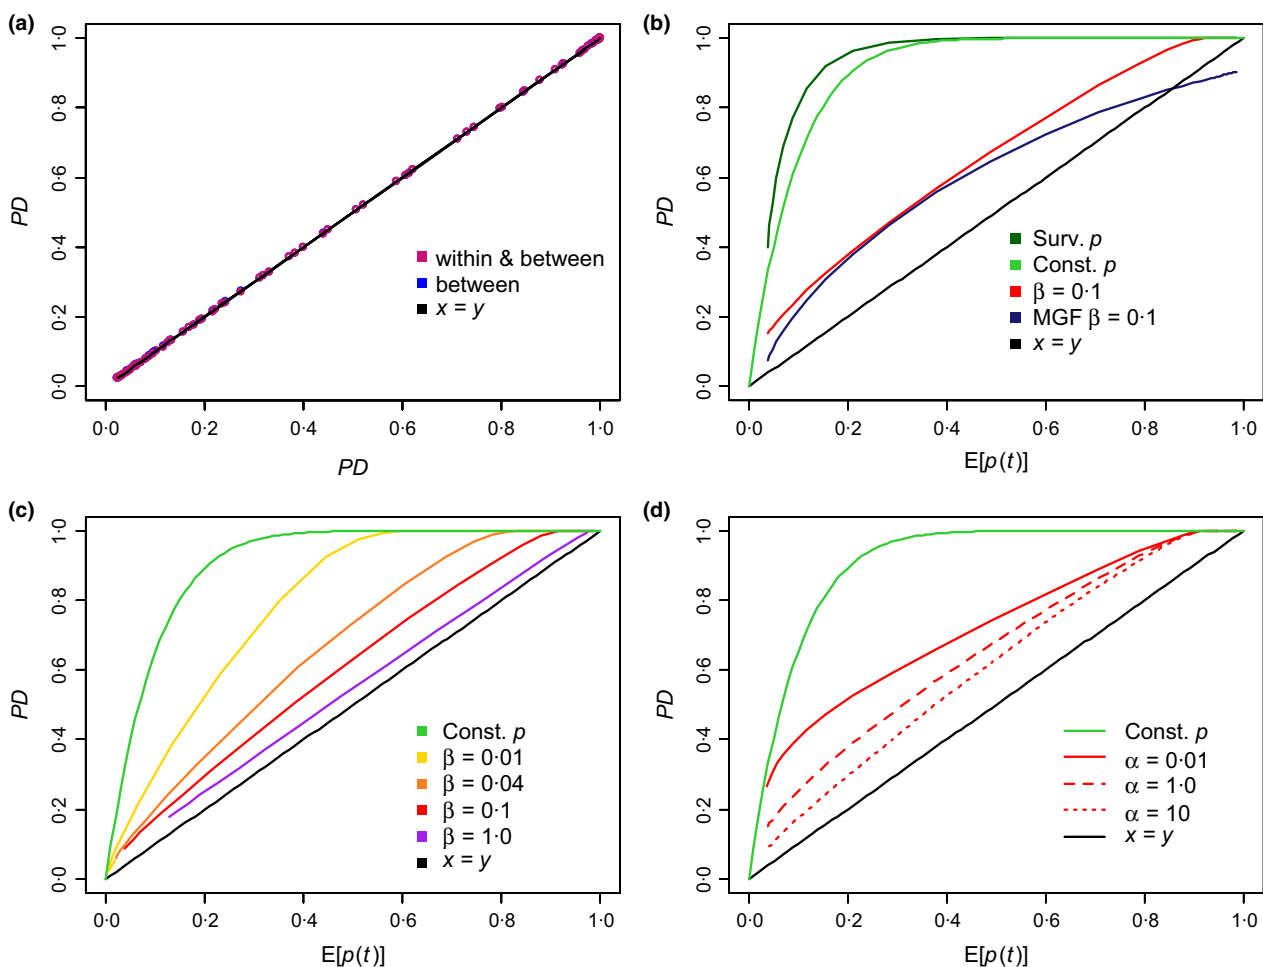 (a)
PD
1·0
0·8
0·6
0·4
0·2
0·0
within & between
between
x = y
0·0 0·2 0·4 0·6 0·8 1·0
PD
(b)
PD
1·0
0·8
0·6
0·4
0·2
0·0
Surv. p
Const. p
β = 0·1
MGF β = 0·1
x = y
0·0 0·2 0·4 0·6 0·8 1·0
E[p(t)]
(c)
PD
1·0
0·8
0·6
0·4
0·2
0·0
Const. p
β = 0·01
β = 0·04
β = 0·1
β = 1·0
x = y
0·0 0·2 0·4 0·6 0·8 1·0
E[p(t)]
(d)
PD
1·0
0·8
0·6
0·4
0·2
0·0
Const. p
α = 0·01
α = 1·0
α = 10
x = y
0·0 0·2 0·4 0·6 0·8 1·0
E[p(t)]